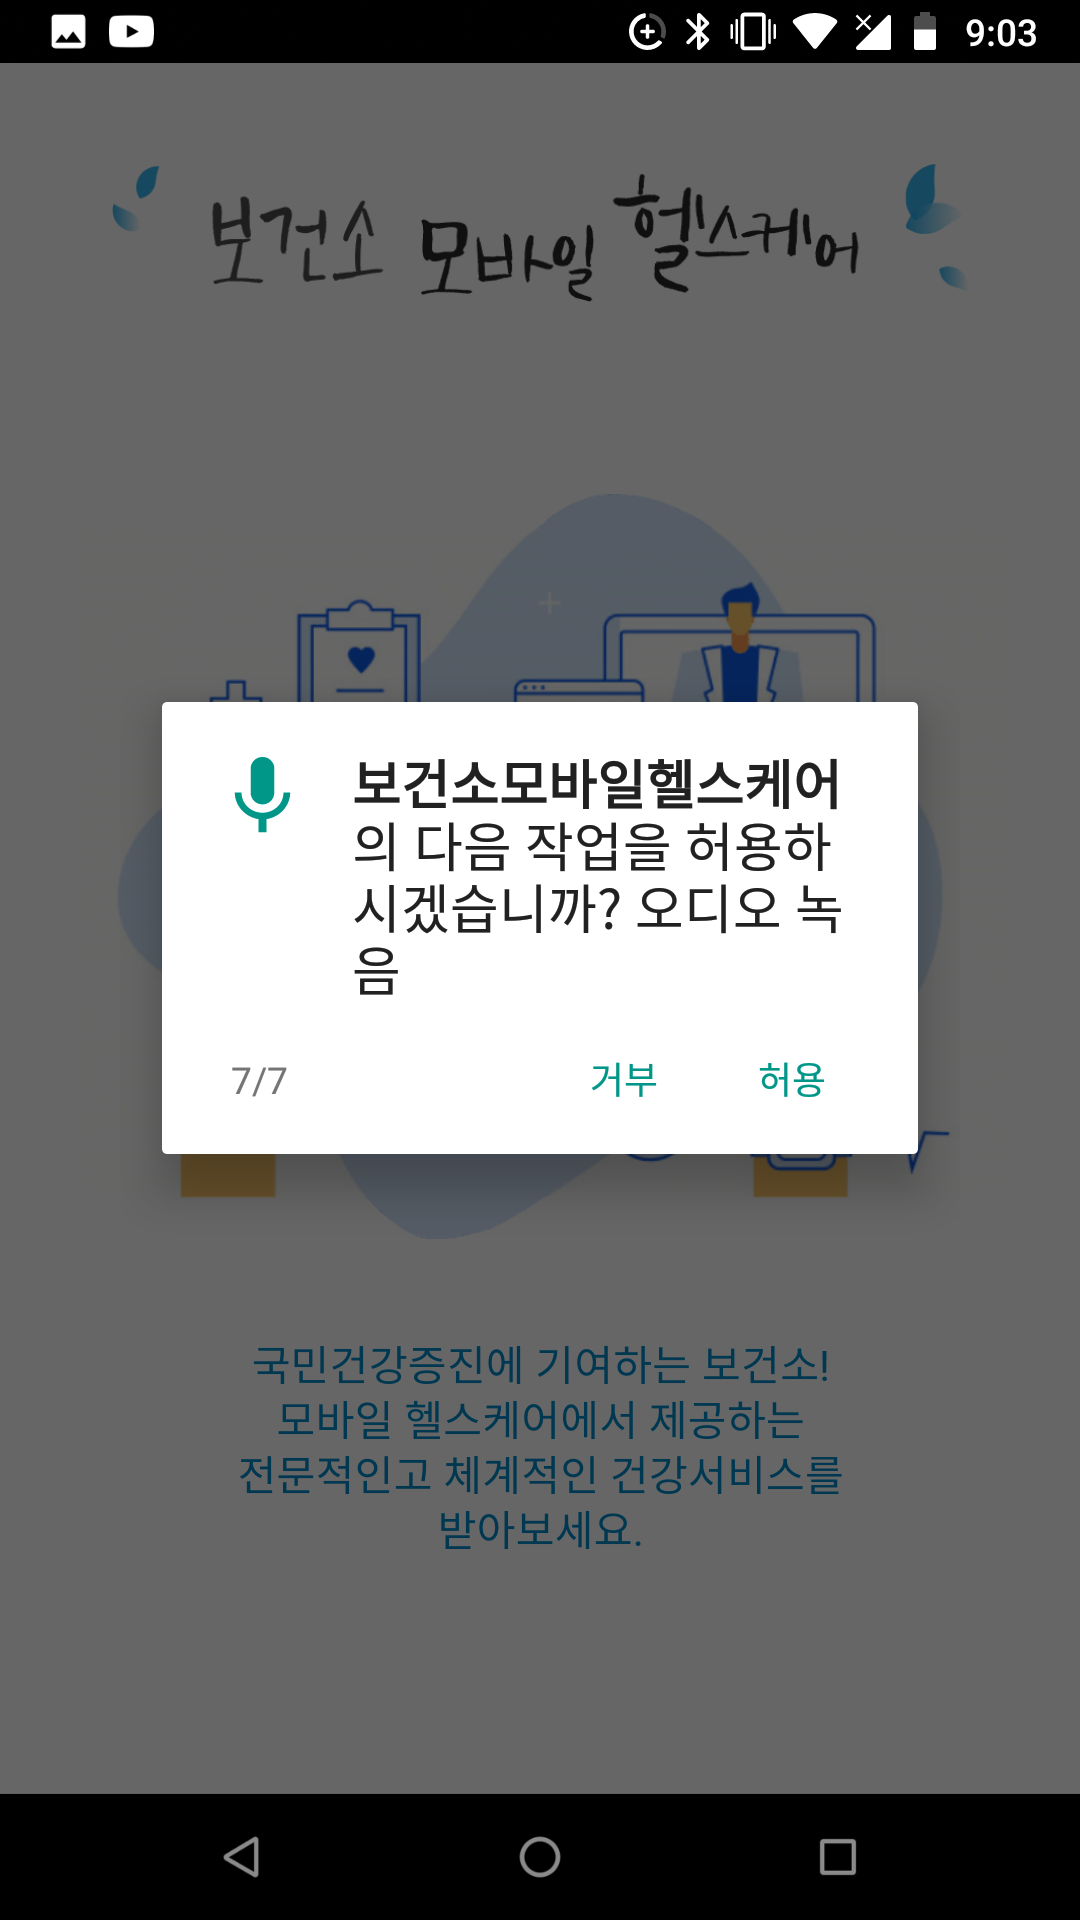 9:03
보건소 모바일 헬스케어
보건소모바일헬스케어
의 다음 작업을 허용하
시겠습니까? 오디오 녹
음
7/7 거부 허용
국민건강증진에 기여하는 보건소!
모바일 헬스케어에서 제공하는
전문적인고 체계적인 건강서비스를
받아보세요.